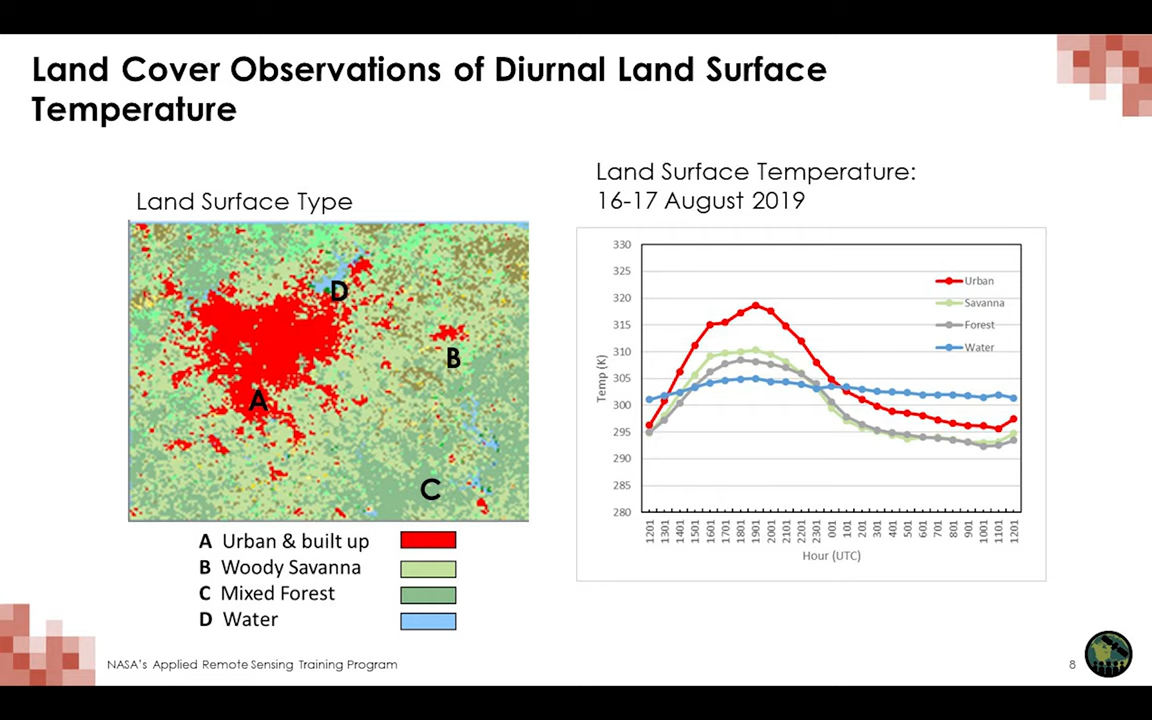 Land Cover Observations of Diurnal Land Surface
Temperature
Land Surface Type
D
B
A
C
A Urban & built up
B Woody Savanna
C Mixed Forest
D Water
Land Surface Temperature:
16-17 August 2019
330
325
320
315
310
305
300
295
290
285
280
Temp (K)
Urban
Savanna
Forest
Water
1201 1301 1401 1501 1601 1701 1801 1901 2001 2101 2201 2301 001 101 201 301 401 501 601 701 801 901 1001 1101 1201
Hour (UTC)
NASA's Applied Remote Sensing Training Program
8